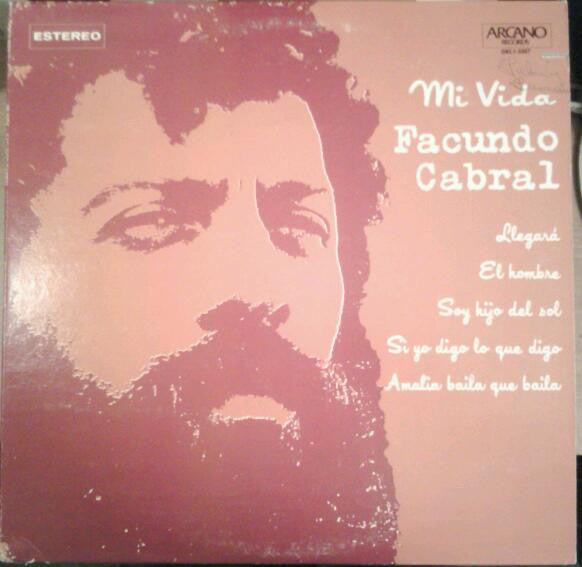 ESTEREO
ARCANO
RECORDS
Mi Vida
Facundo
Cabral
Llegará
El hombre
Soy hijo del sol
Si yo digo lo que digo
Amalia baila que baila